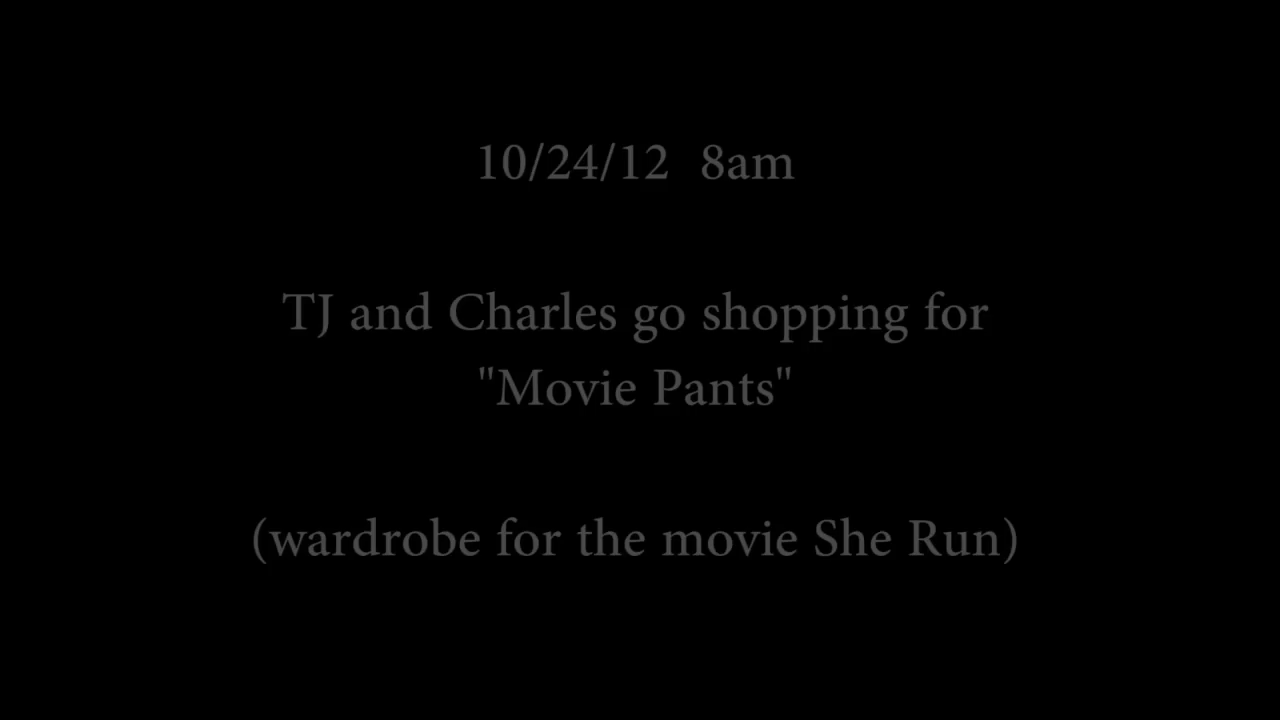 10/24/12 8am
TJ and Charles go shopping for
"Movie Pants"
(wardrobe for the movie She Run)